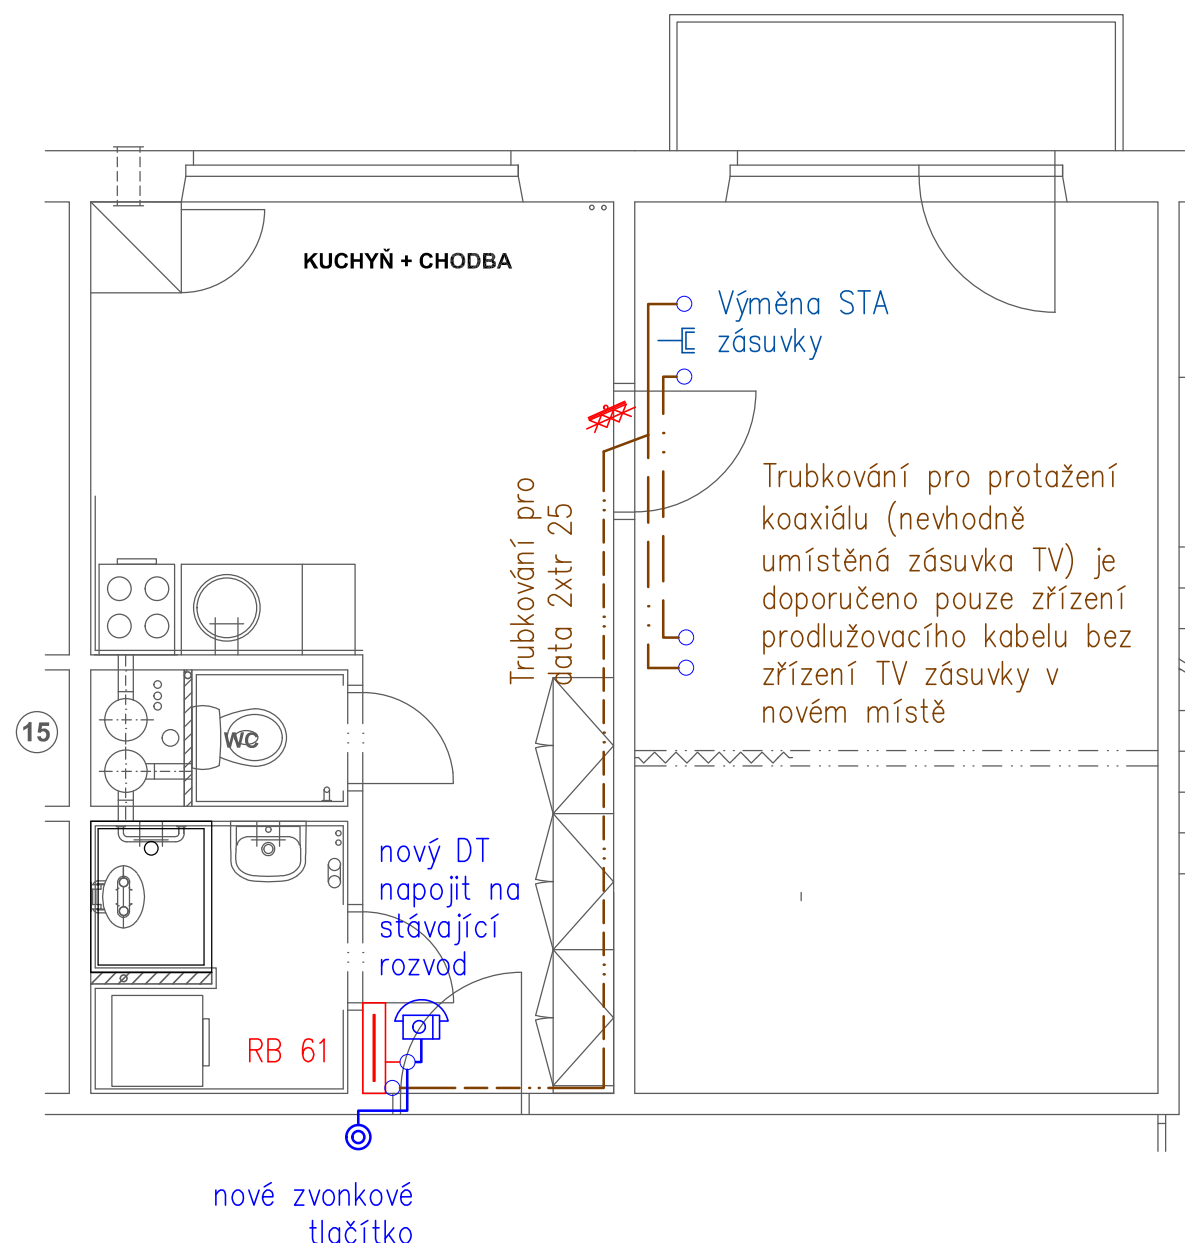 KUCHYŇ + CHODBA
Výměna STA
zásuvky
Trubkování pro
data 2xtr 25
Trubkování pro protažení
koaxiálu (nevhodně
umístěná zásuvka TV) je
doporučeno pouze zřízení
prodlužovacího kabelu bez
zřízení TV zásuvky v
novém místě
15
WC
nový DT
napojit na
stávající
rozvod
RB 61
nové zvonkové
tlačítko